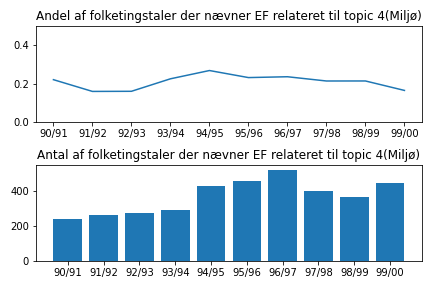 Andel af folketingstaler der nævner EF relateret til topic 4(Miljø)
0.4
0.2
0.0
90/91 91/92 92/93 93/94 94/95 95/96 96/97 97/98 98/99 99/00
Antal af folketingstaler der nævner EF relateret til topic 4(Miljø)
400
200
0
90/91 91/92 92/93 93/94 94/95 95/96 96/97 97/98 98/99 99/00